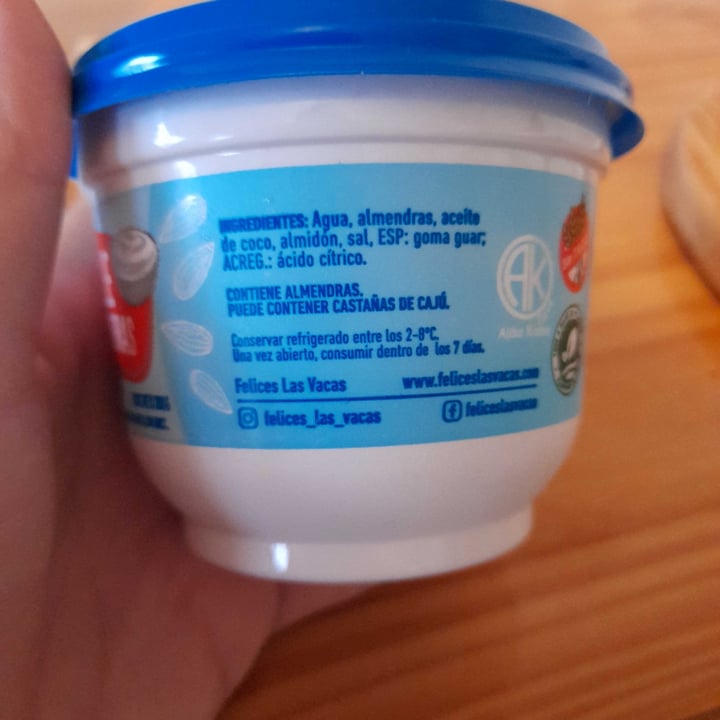 INGREDIENTES: Agua, almendras, aceite
de coco, almidón, sal, ESP: goma guar;
ACREG.: ácido cítrico.
CONTIENE ALMENDRAS.
PUEDE CONTENER CASTAÑAS DE CAJÚ.
Conservar refrigerado entre los 2-8°C.
Una vez abierto, consumir dentro de los 7 días.
Felices Las Vacas www.feliceslasvacas.com
felices_las_vacas feliceslasvacas
AK